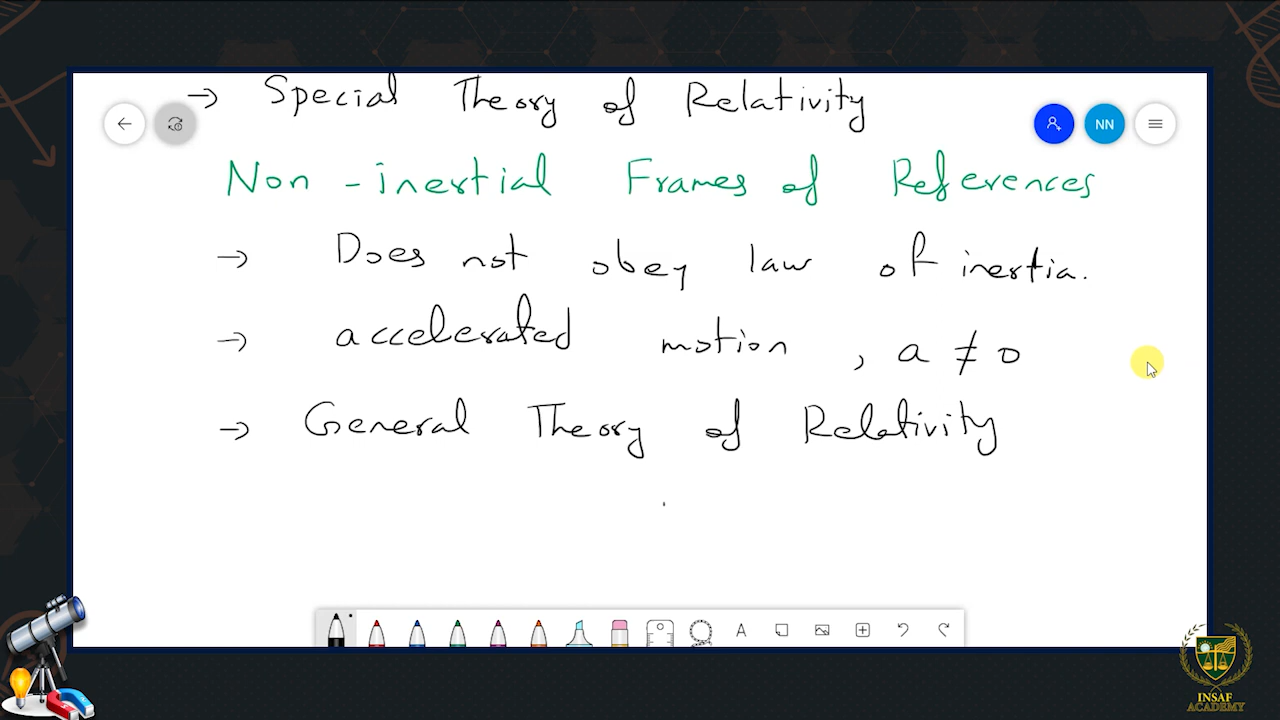 → Special Theory of Relativity
NN
Non-inertial Frames of References
→ Does not obey law of inertia.
→ accelerated motion, a ≠ 0
→ General Theory of Relativity
A
INSAF
ACADEMY